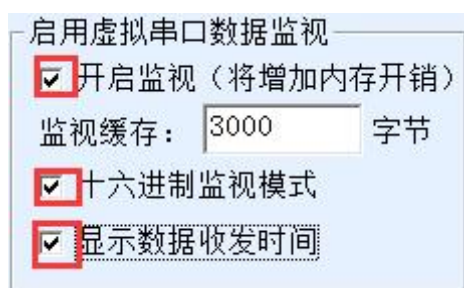 启用虚拟串口数据监视
开启监视（将增加内存开销）
监视缓存： 3000 字节
十六进制监视模式
显示数据收发时间